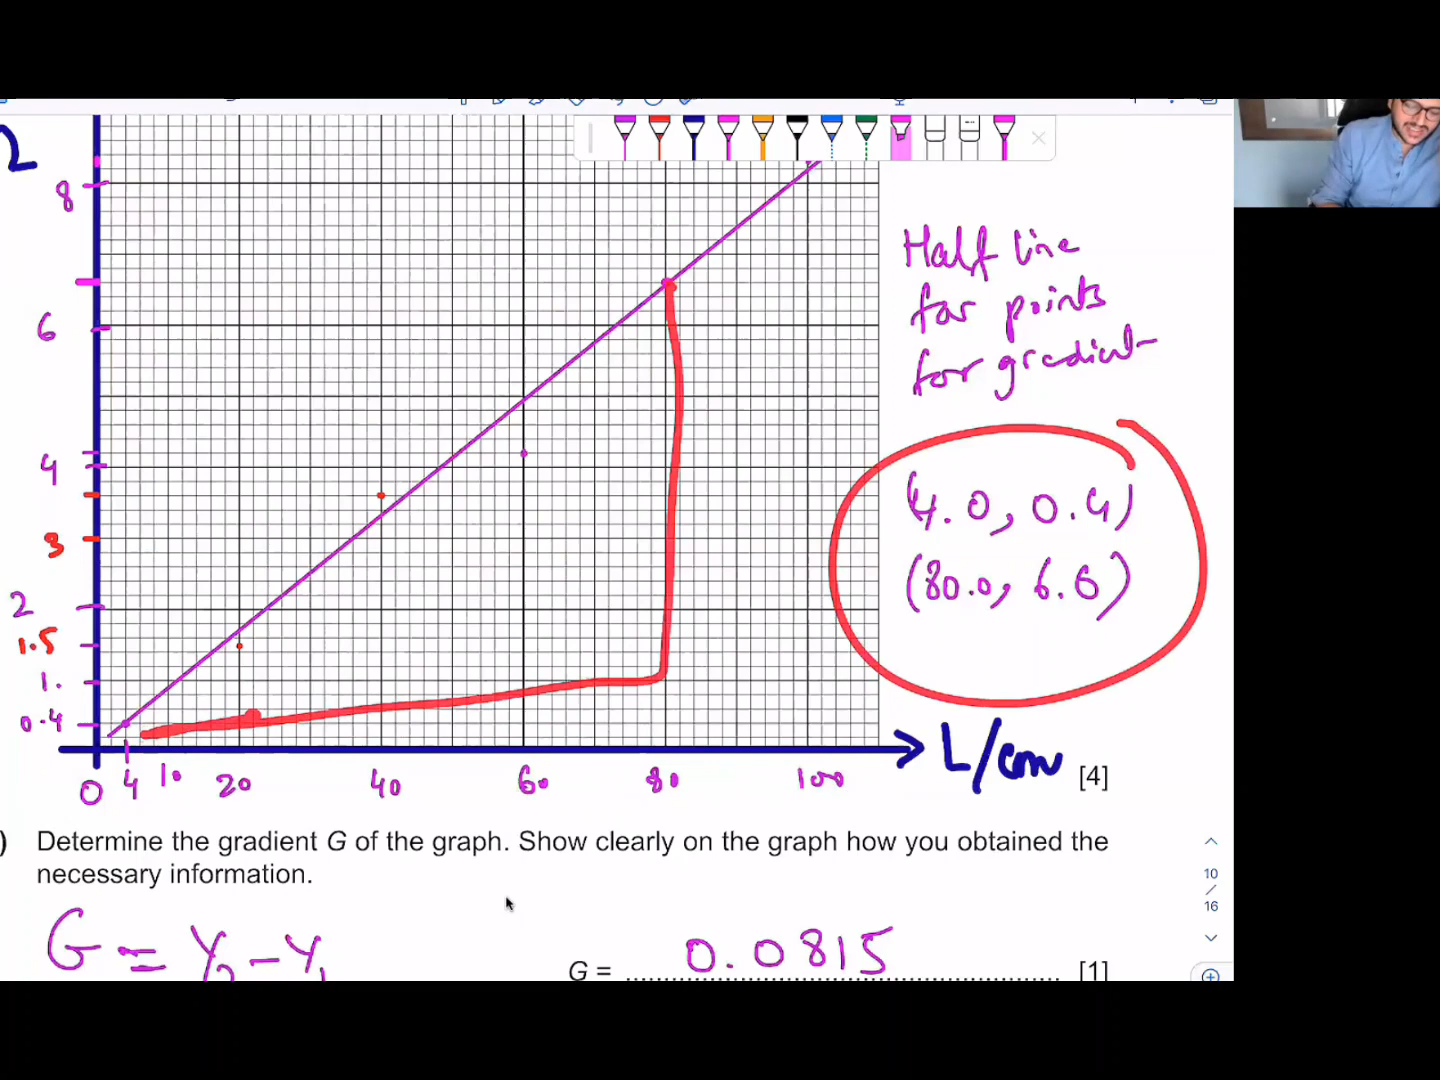 2
8
6
4
3
2
1.5
1.
0.4
Half line
for points
for gradient
(4.0, 0.4)
(80.0, 6.6)
0 4 10 20 40 60 80 100
L/cm
[4]
) Determine the gradient G of the graph. Show clearly on the graph how you obtained the
necessary information.
10
/
16
G = Y2 - Y1
G = 0.0815 [1]